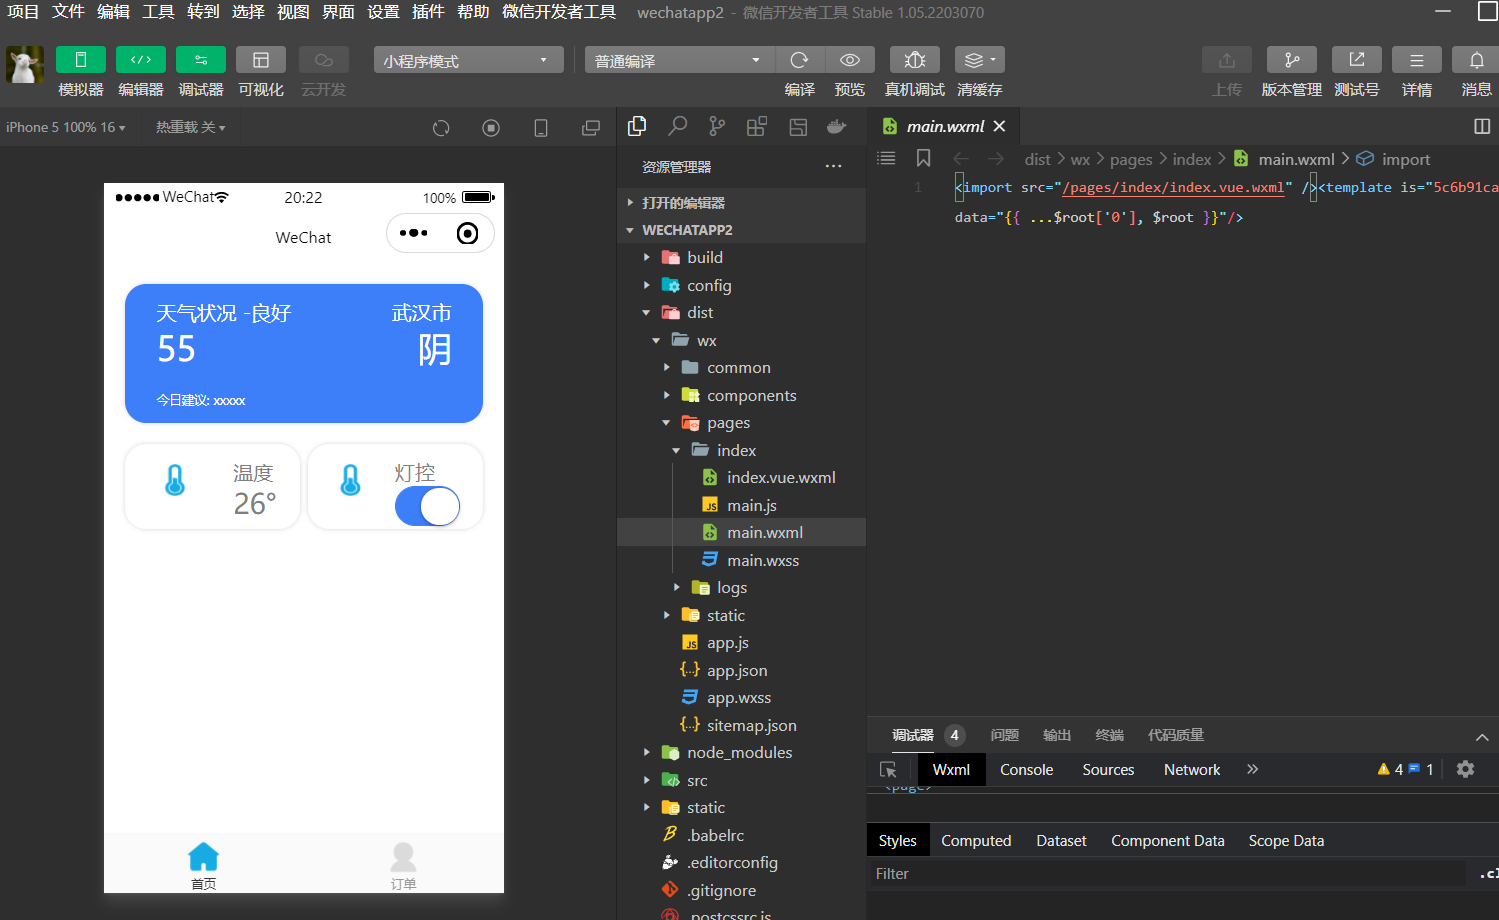 项目 文件 编辑 工具 转到 选择 视图 界面 设置 插件 帮助 微信开发者工具 wechatapp2 - 微信开发者工具 Stable 1.05.2203070
小程序模式
普通编译
模拟器 编辑器 调试器 可视化 云开发
编译 预览 真机调试 清缓存
上传 版本管理 测试号 详情 消息
iPhone 5 100% 16
热重载 关
WeChat 20:22 100%
WeChat
天气状况 -良好 武汉市
55 阴
今日建议: xxxxx
温度
26°
灯控
首页 订单
资源管理器
打开的编辑器
WECHATAPP2
build
config
dist
wx
common
components
pages
index
index.vue.wxml
JS main.js
main.wxml
main.wxss
logs
static
JS app.js
{..} app.json
app.wxss
{..} sitemap.json
node_modules
src
static
.babelrc
.editorconfig
.gitignore
.postcssrc.js
main.wxml
dist > wx > pages > index > main.wxml > import
1 <import src="/pages/index/index.vue.wxml" /><template is="5c6b91ca
data="{{ ...$root['0'], $root }}"/>
调试器 4 问题 输出 终端 代码质量
Wxml Console Sources Network 4 1
<page>
Styles Computed Dataset Component Data Scope Data
Filter .cl